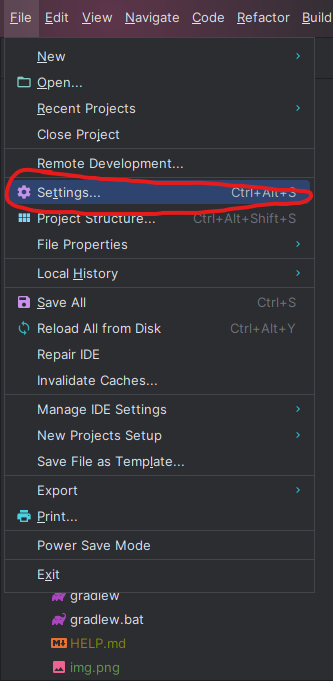 File Edit View Navigate Code Refactor Build
New
Open...
Recent Projects
Close Project
Remote Development...
Settings... Ctrl+Alt+S
Project Structure... Ctrl+Alt+Shift+S
File Properties
Local History
Save All Ctrl+S
Reload All from Disk Ctrl+Alt+Y
Repair IDE
Invalidate Caches...
Manage IDE Settings
New Projects Setup
Save File as Template...
Export
Print...
Power Save Mode
Exit
gradlew
gradlew.bat
HELP.md
img.png